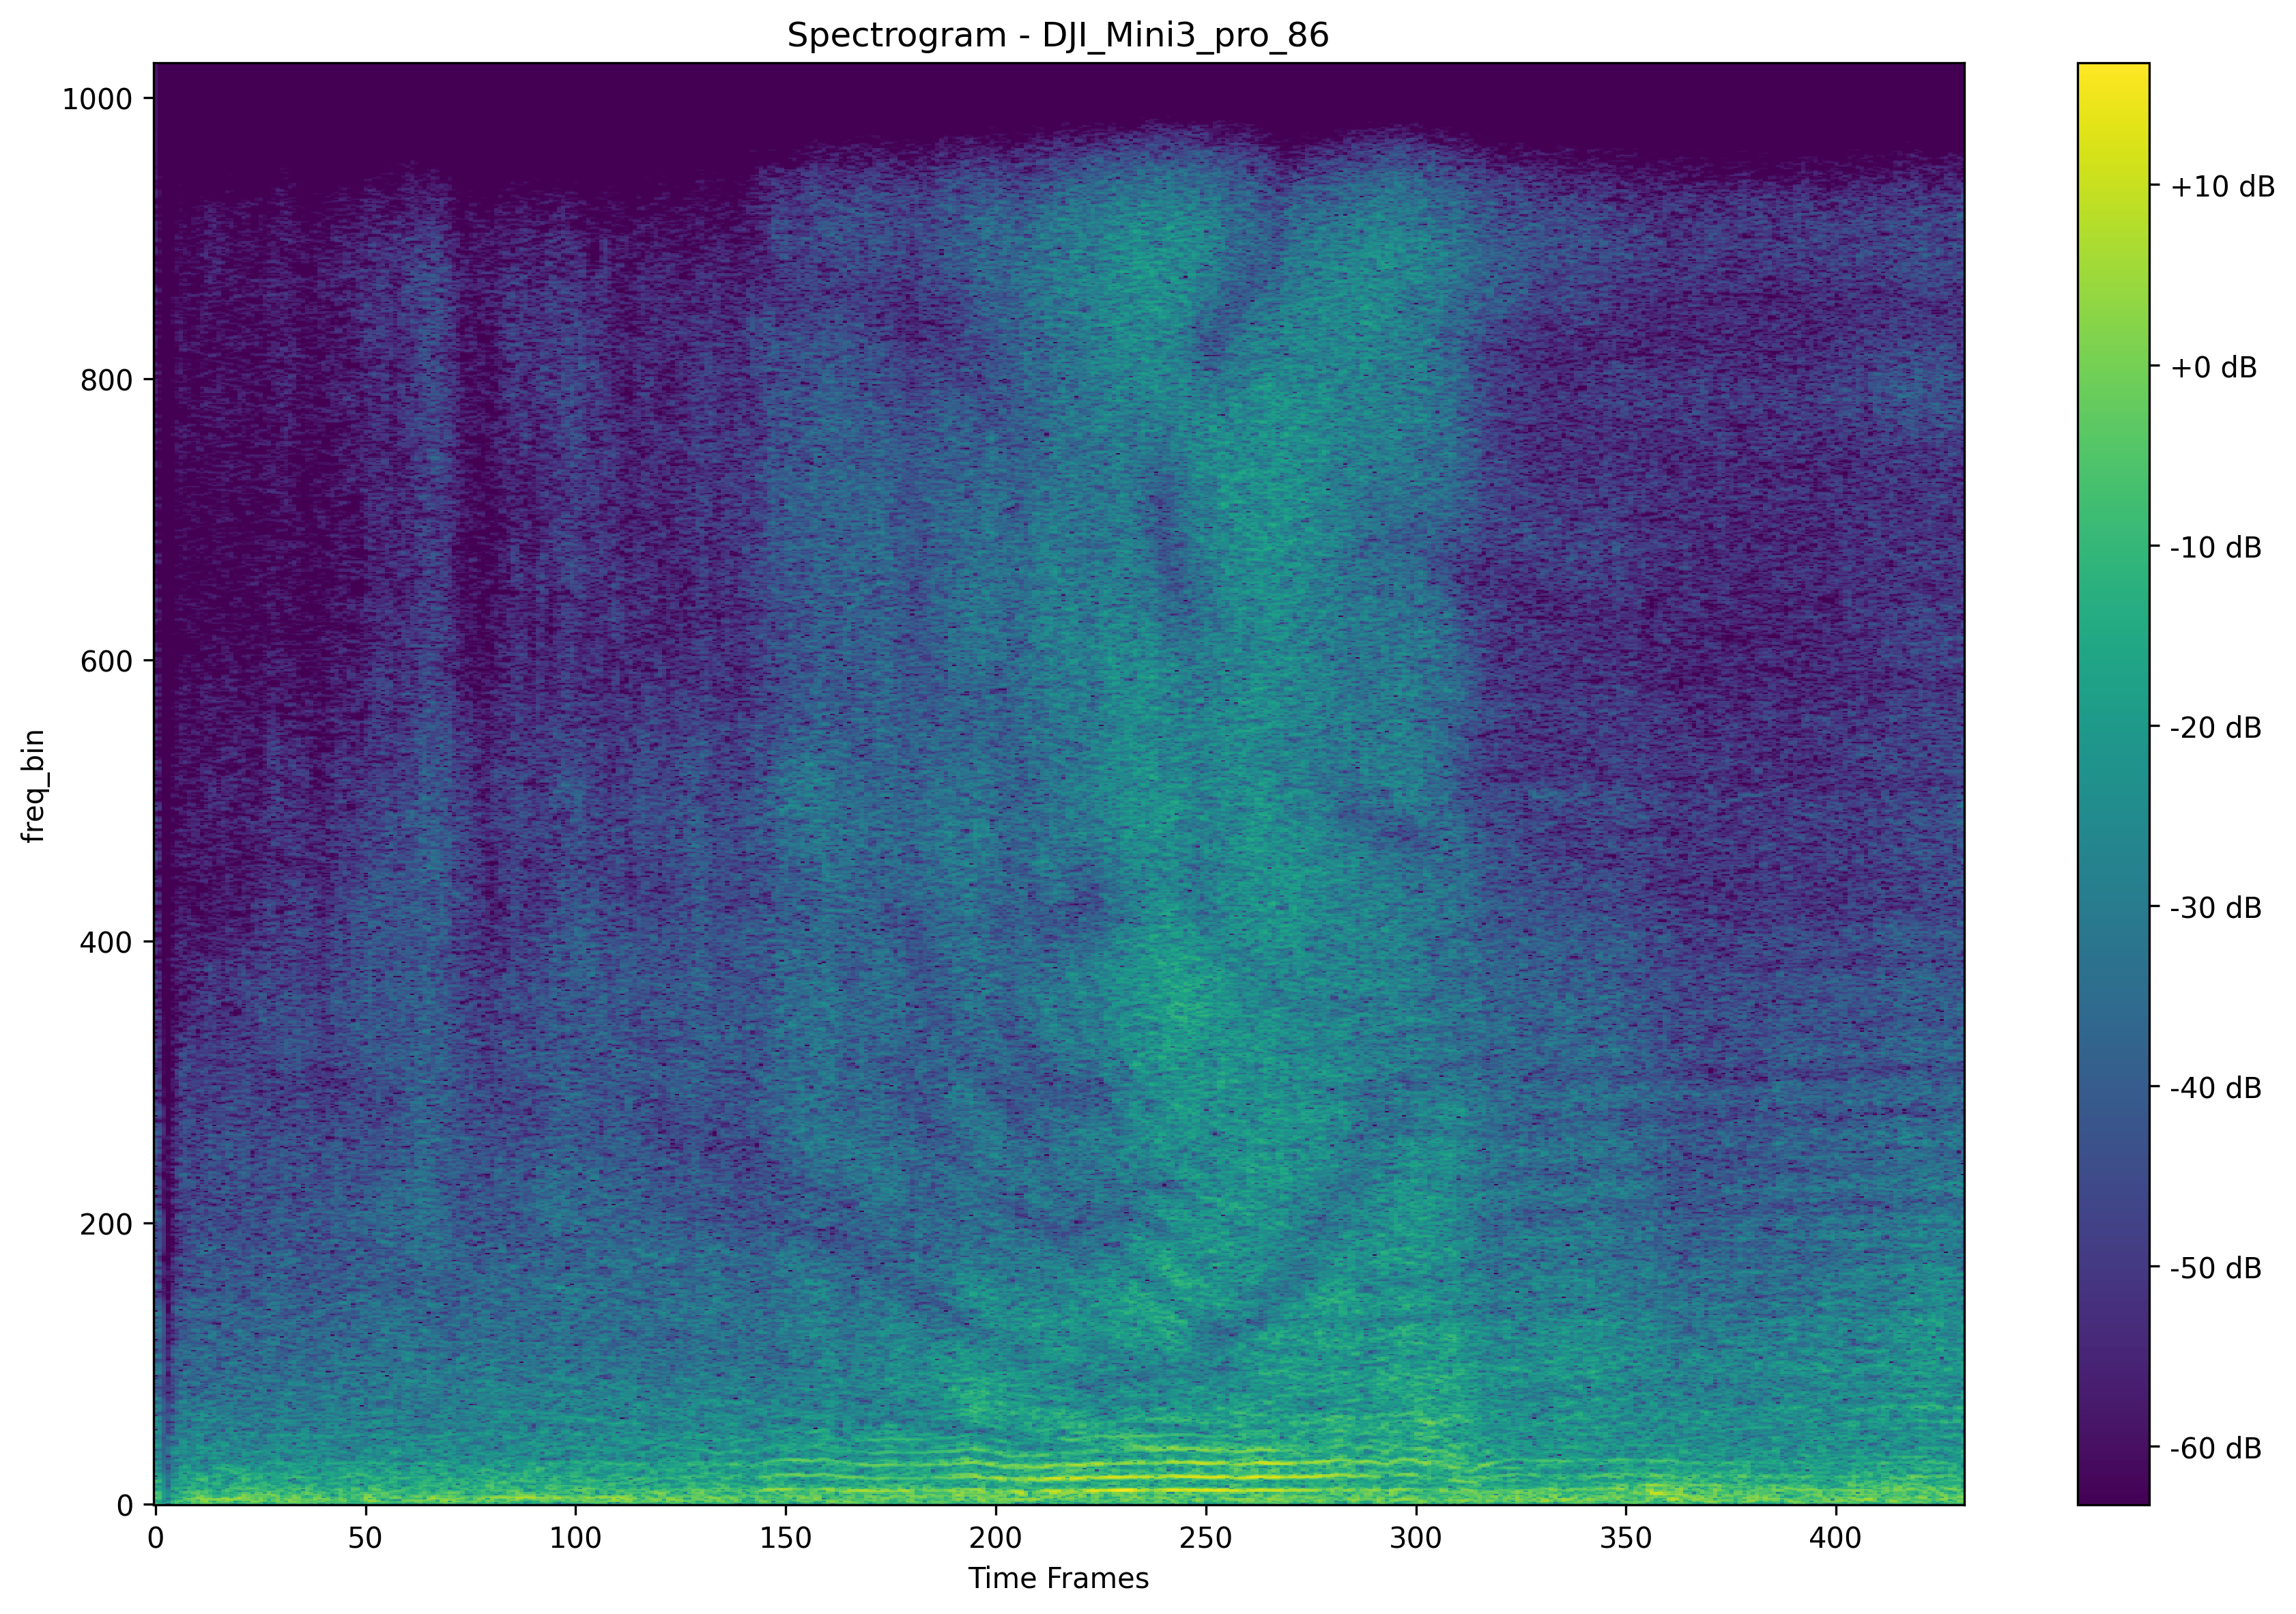 Spectrogram - DJI_Mini3_pro_86
1000
800
600
400
200
0
freq_bin
0 50 100 150 200 250 300 350 400
Time Frames
+10 dB
+0 dB
-10 dB
-20 dB
-30 dB
-40 dB
-50 dB
-60 dB